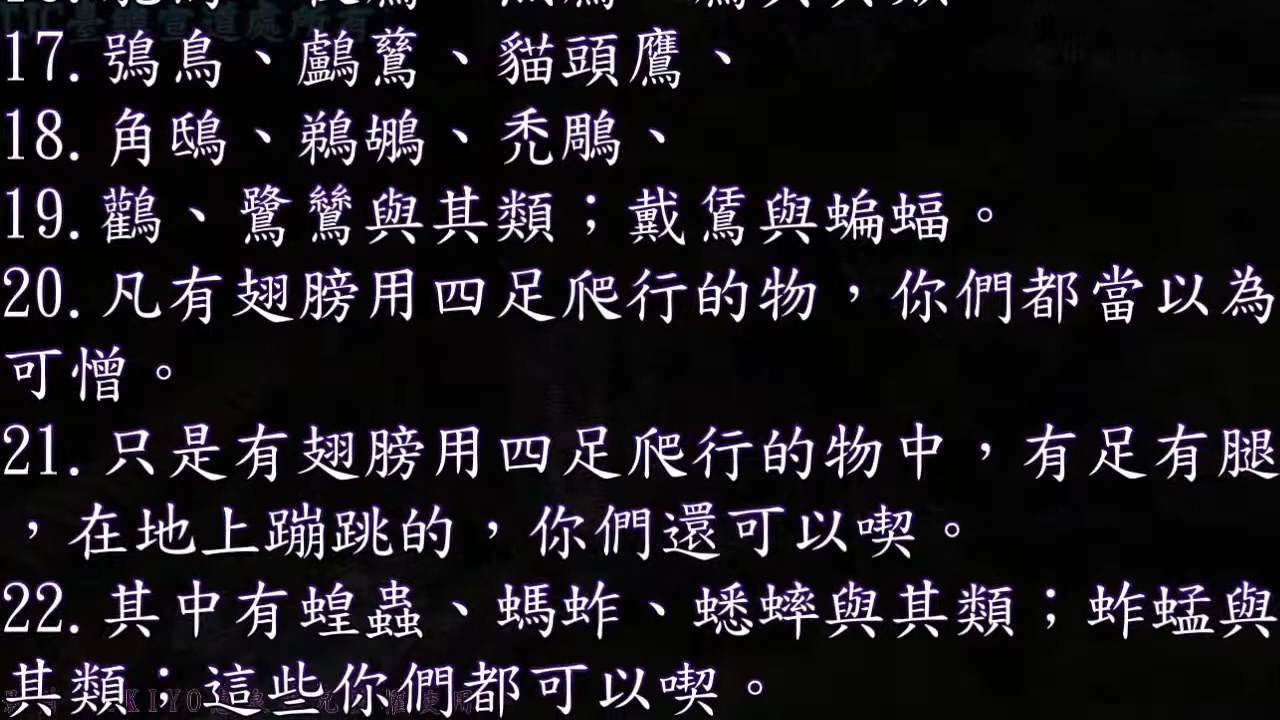 17.鴞鳥、鸕鶿、貓頭鷹、
18.角鴟、鵜鶘、禿鵰、
19.鸛、鷺鷥與其類；戴鵀與蝙蝠。
20.凡有翅膀用四足爬行的物，你們都當以為
可憎。
21.只是有翅膀用四足爬行的物中，有足有腿
，在地上蹦跳的，你們還可以喫。
22.其中有蝗蟲、螞蚱、蟋蟀與其類；蚱蜢與
其類；這些你們都可以喫。